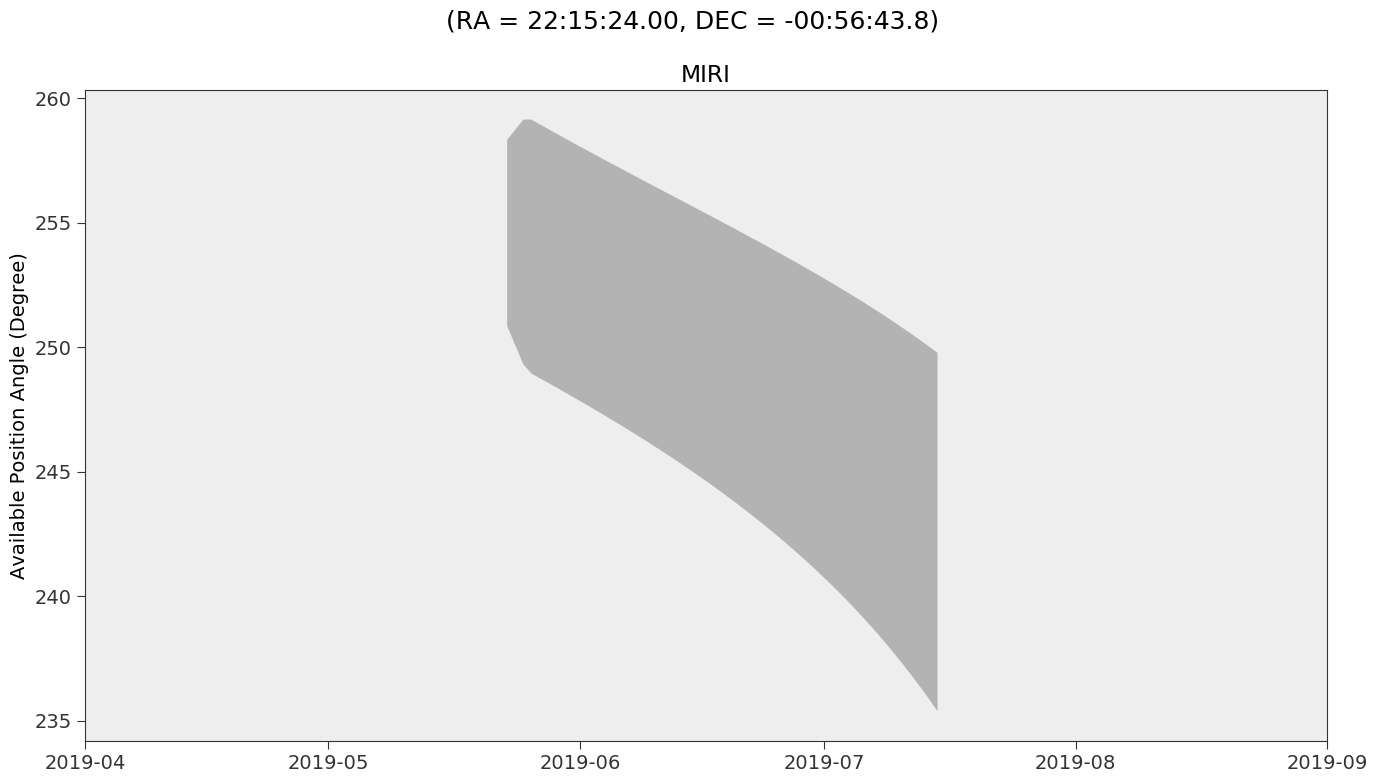 (RA = 22:15:24.00, DEC = -00:56:43.8)
MIRI
Available Position Angle (Degree)
260
255
250
245
240
235
2019-04 2019-05 2019-06 2019-07 2019-08 2019-09